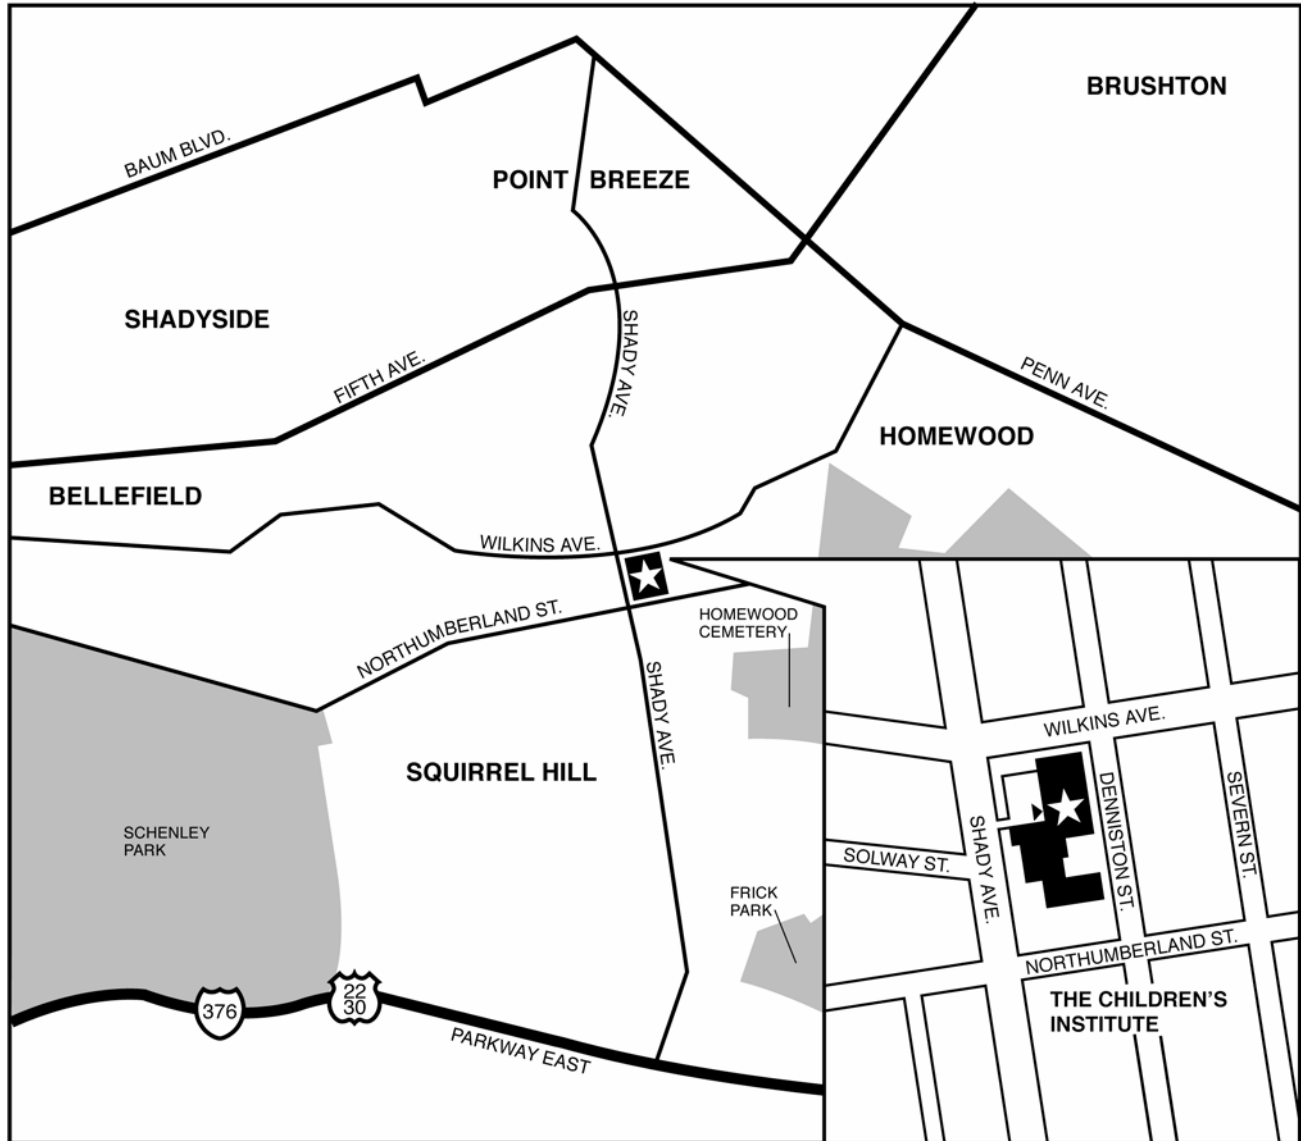 BRUSHTON
BAUM BLVD.
POINT BREEZE
SHADYSIDE
SHADY AVE.
FIFTH AVE.
PENN AVE.
HOMEWOOD
BELLEFIELD
WILKINS AVE.
NORTHUMBERLAND ST.
HOMEWOOD
CEMETERY
SHADY AVE.
SQUIRREL HILL
SCHENLEY
PARK
FRICK
PARK
376
22
30
PARKWAY EAST
WILKINS AVE.
DENNISTON ST.
SEVERN ST.
SHADY AVE.
SOLWAY ST.
NORTHUMBERLAND ST.
THE CHILDREN'S
INSTITUTE